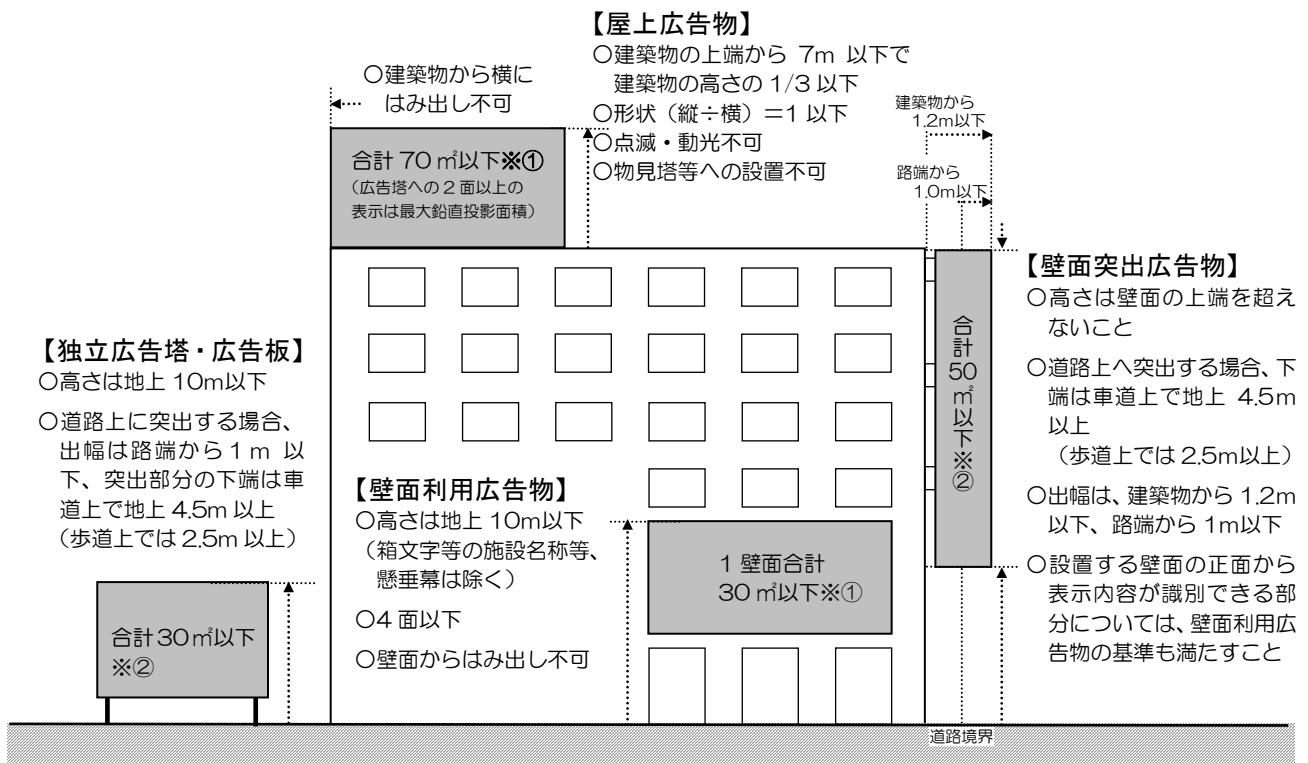 【屋上広告物】
○建築物の上端から 7m 以下で
建築物の高さの 1/3 以下
○形状（縦÷横）＝1 以下
○点滅・動光不可
○物見塔等への設置不可
○建築物から横に
はみ出し不可
合計 70 ㎡以下※①
（広告塔への 2 面以上の
表示は最大鉛直投影面積）
建築物から
1.2m以下
路端から
1.0m以下
【壁面突出広告物】
○高さは壁面の上端を超え
ないこと
○道路上へ突出する場合、下
端は車道上で地上 4.5m
以上
（歩道上では 2.5m以上）
○出幅は、建築物から 1.2m
以下、路端から 1m以下
○設置する壁面の正面から
表示内容が識別できる部
分については、壁面利用広
告物の基準も満たすこと
合計50㎡以下※②
【独立広告塔・広告板】
○高さは地上 10m以下
○道路上に突出する場合、
出幅は路端から 1 m 以
下、突出部分の下端は車
道上で地上 4.5m 以上
（歩道上では 2.5m 以上）
合計 30 ㎡以下
※②
【壁面利用広告物】
○高さは地上 10m以下
（箱文字等の施設名称等、
懸垂幕は除く）
○4 面以下
○壁面からはみ出し不可
1 壁面合計
30 ㎡以下※①
道路境界